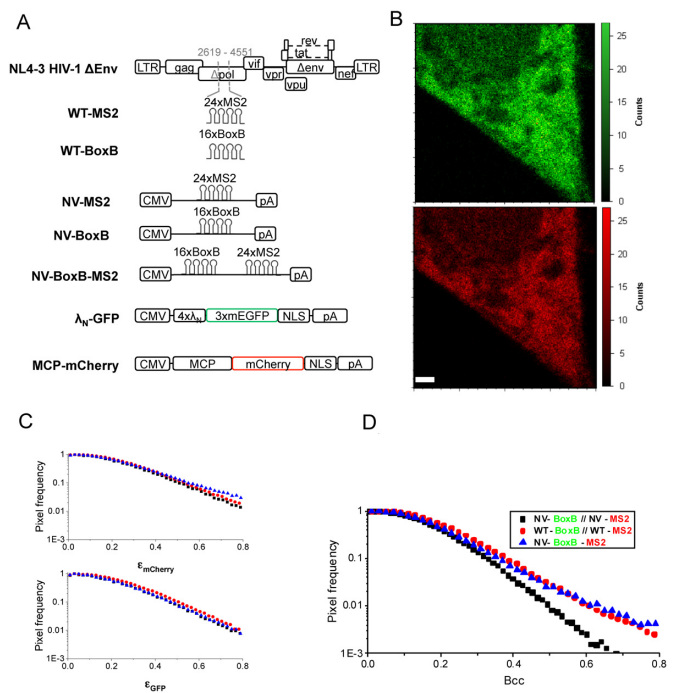 A
2619 - 4551
rev
tat
vif
NL4-3 HIV-1 ΔEnv
LTR
gag
Δpol
vpr
Δenv
nef
LTR
vpu
24xMS2
WT-MS2
16xBoxB
WT-BoxB
24xMS2
NV-MS2
CMV
pA
16xBoxB
NV-BoxB
CMV
pA
16xBoxB
24xMS2
NV-BoxB-MS2
CMV
pA
λN-GFP
CMV
4xλN
3xmEGFP
NLS
pA
MCP-mCherry
CMV
MCP
mCherry
NLS
pA
B
25
20
15
10
5
0
Counts
25
20
15
10
5
0
Counts
C
Pixel frequency
1
0.1
0.01
1E-3
0.0 0.2 0.4 0.6 0.8
εmCherry
Pixel frequency
1
0.1
0.01
1E-3
0.0 0.2 0.4 0.6 0.8
εGFP
D
NV- BoxB // NV - MS2
WT - BoxB // WT - MS2
NV- BoxB - MS2
Pixel frequency
1
0.1
0.01
1E-3
0.0 0.2 0.4 0.6 0.8
Bcc